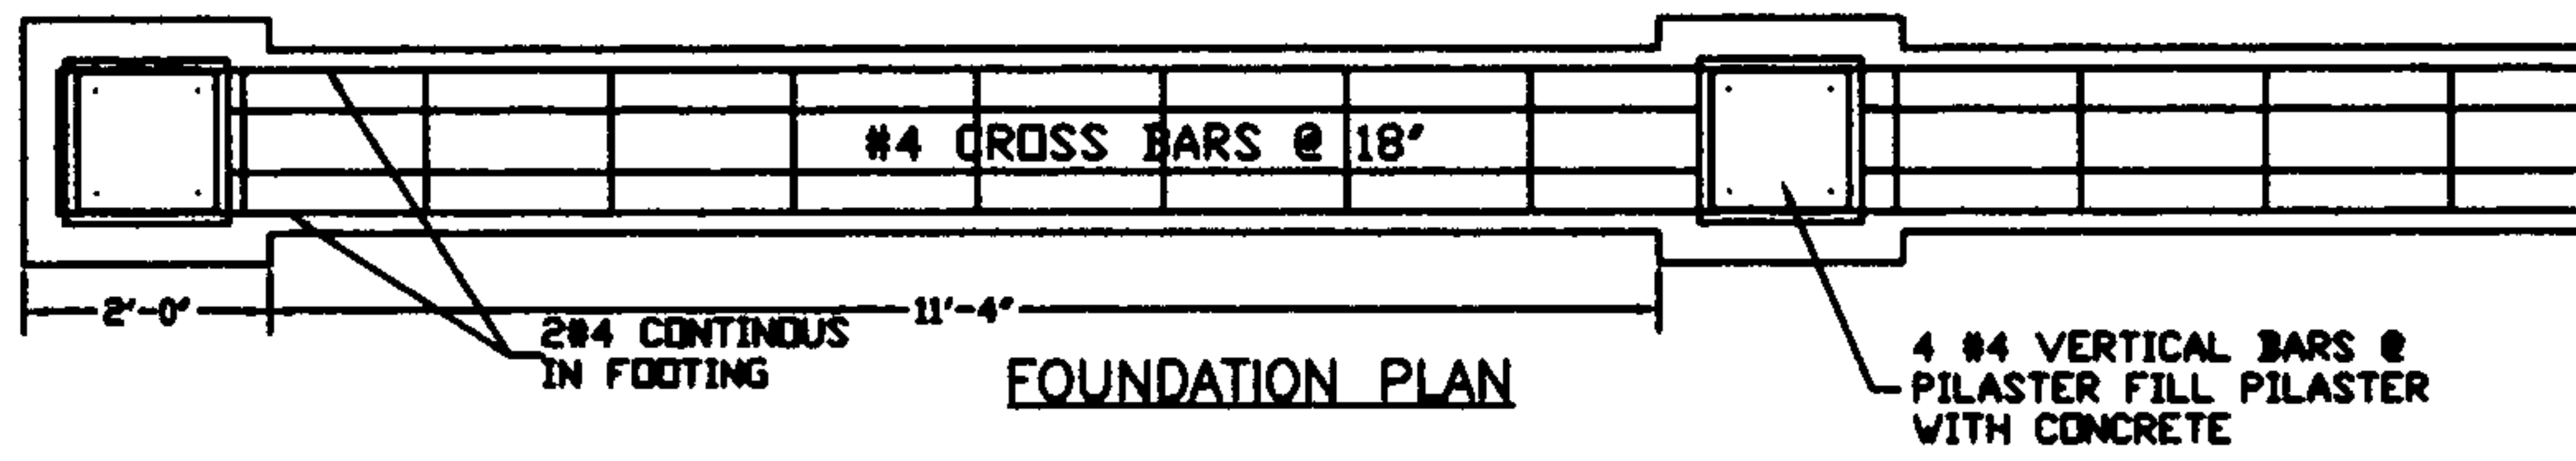 #4 CROSS BARS @ 18"
2'-0"
11'-4"
2#4 CONTINOUS
IN FOOTING
FOUNDATION PLAN
4 #4 VERTICAL BARS @
PILASTER FILL PILASTER
WITH CONCRETE